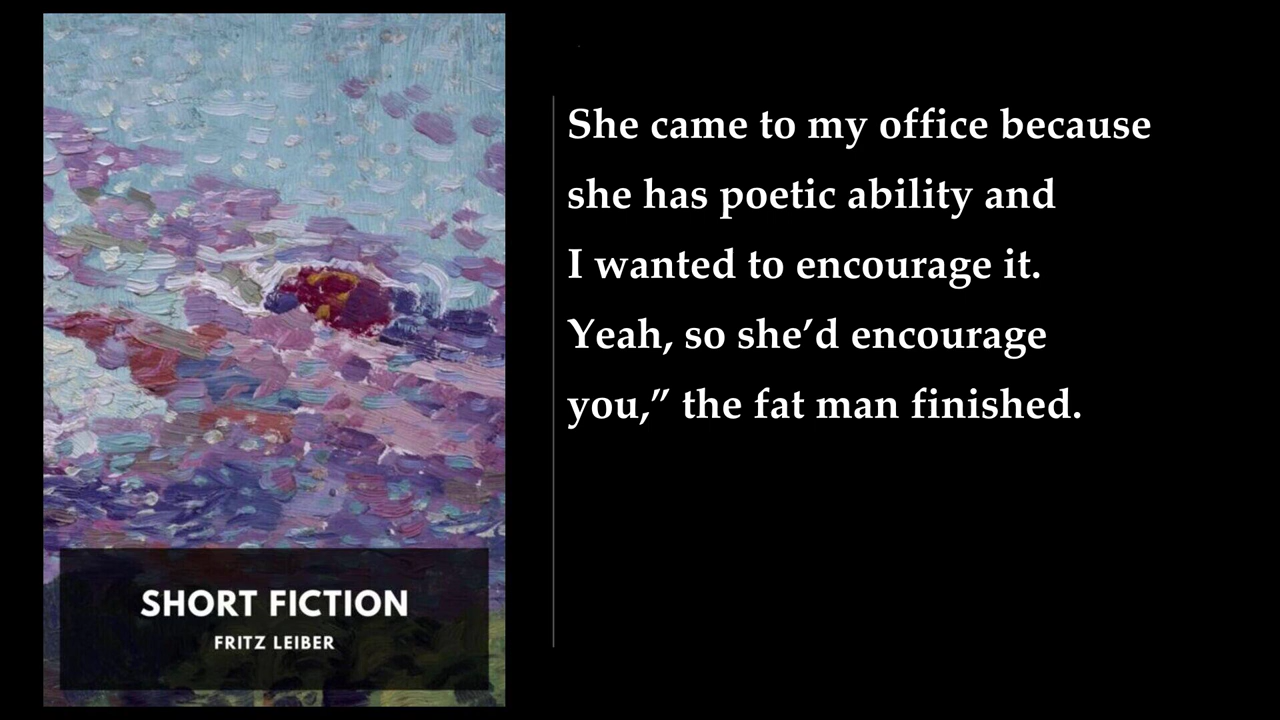 SHORT FICTION
FRITZ LEIBER
She came to my office because
she has poetic ability and
I wanted to encourage it.
Yeah, so she’d encourage
you,” the fat man finished.